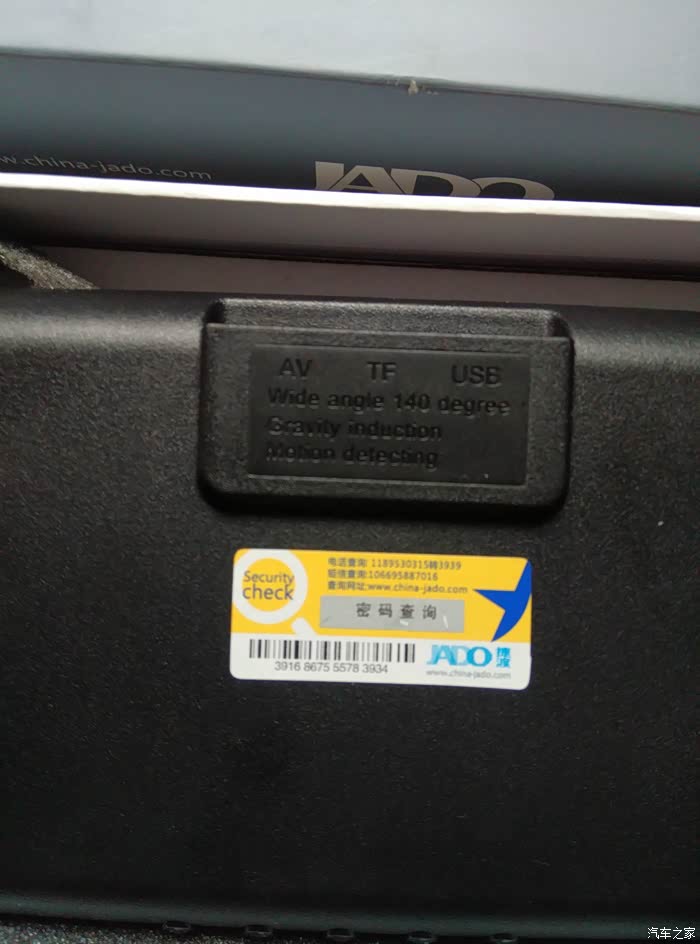 w.china-jado.com
JADO
AV TF USB
Wide angle 140 degree
Gravity induction
Motion detecting
Security
check
电话查询: 1189530315转3939
短信查询:106695887016
查询网址:www.china-jado.com
密码查询
3916 8675 5578 3934
JADO 捷渡
www.china-jado.com
汽车之家